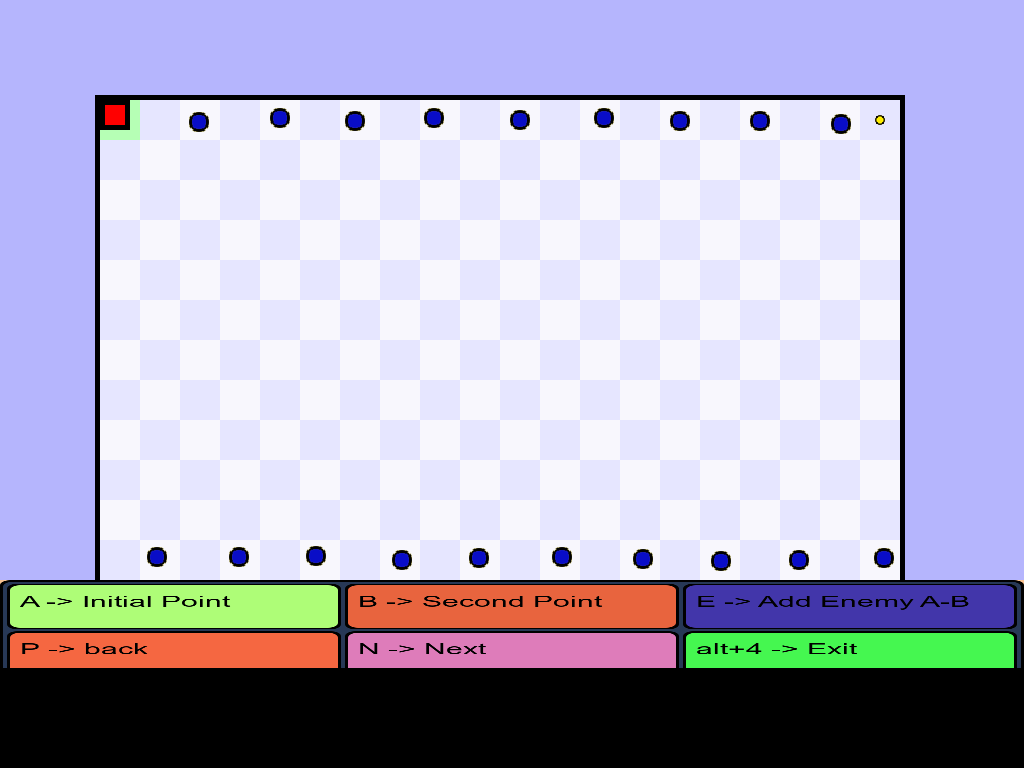 A -> Initial Point
B -> Second Point
E -> Add Enemy A-B
P -> back
N -> Next
alt+4 -> Exit